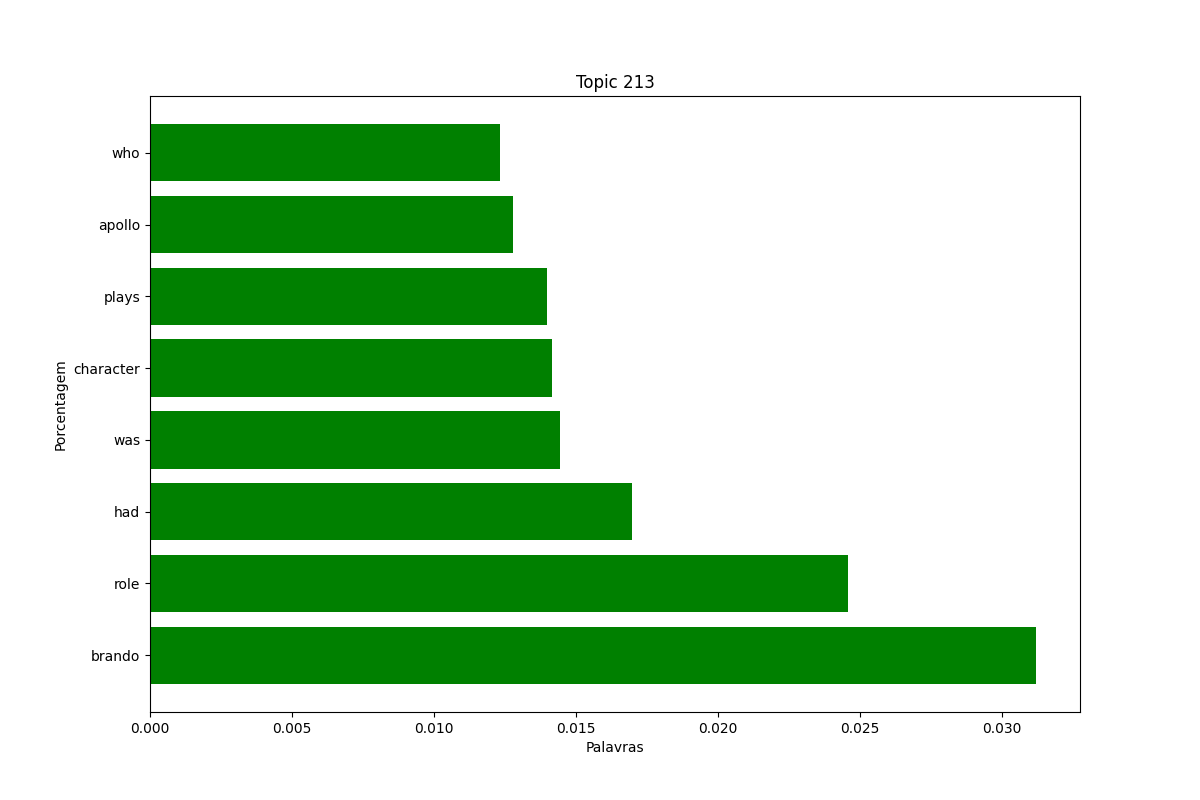 Topic 213
who
apollo
plays
character
was
had
role
brando
Porcentagem
0.000 0.005 0.010 0.015 0.020 0.025 0.030
Palavras